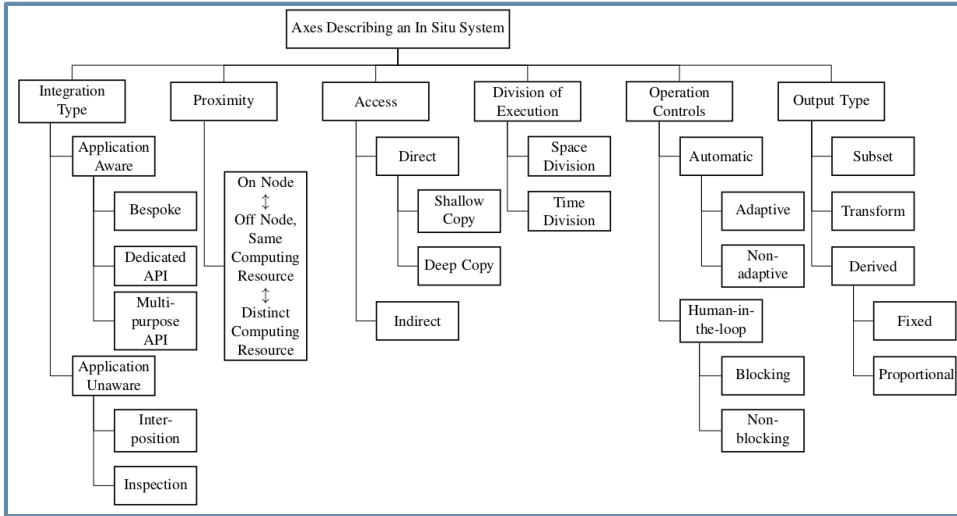 Axes Describing an In Situ System
Integration
Type
Application
Aware
Bespoke
Dedicated
API
Multi-
purpose
API
Application
Unaware
Inter-
position
Inspection
Proximity
On Node
↕
Off Node,
Same
Computing
Resource
↕
Distinct
Computing
Resource
Access
Direct
Shallow
Copy
Deep Copy
Indirect
Division of
Execution
Space
Division
Time
Division
Operation
Controls
Automatic
Adaptive
Non-
adaptive
Human-in-
the-loop
Blocking
Non-
blocking
Output Type
Subset
Transform
Derived
Fixed
Proportional